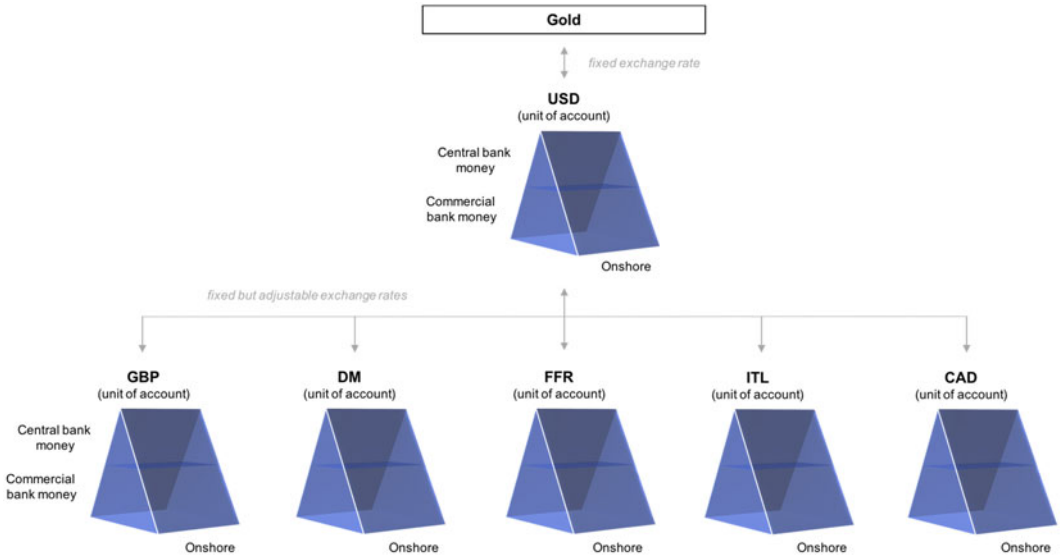 Gold
fixed exchange rate
USD
(unit of account)
Central bank
money
Commercial
bank money
Onshore
fixed but adjustable exchange rates
GBP
(unit of account)
DM
(unit of account)
FFR
(unit of account)
ITL
(unit of account)
CAD
(unit of account)
Central bank
money
Commercial
bank money
Onshore
Onshore
Onshore
Onshore
Onshore